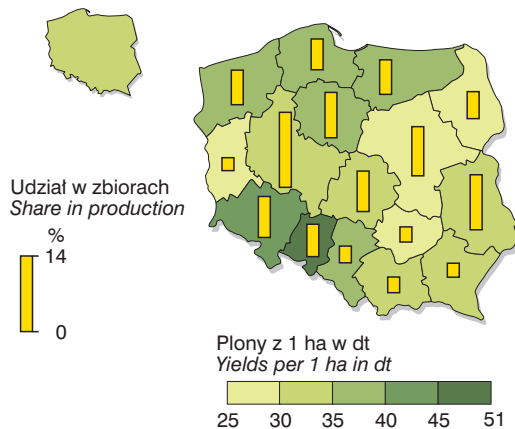 Udział w zbiorach
Share in production
%
14
0
Plony z 1 ha w dt
Yields per 1 ha in dt
25 30 35 40 45 51